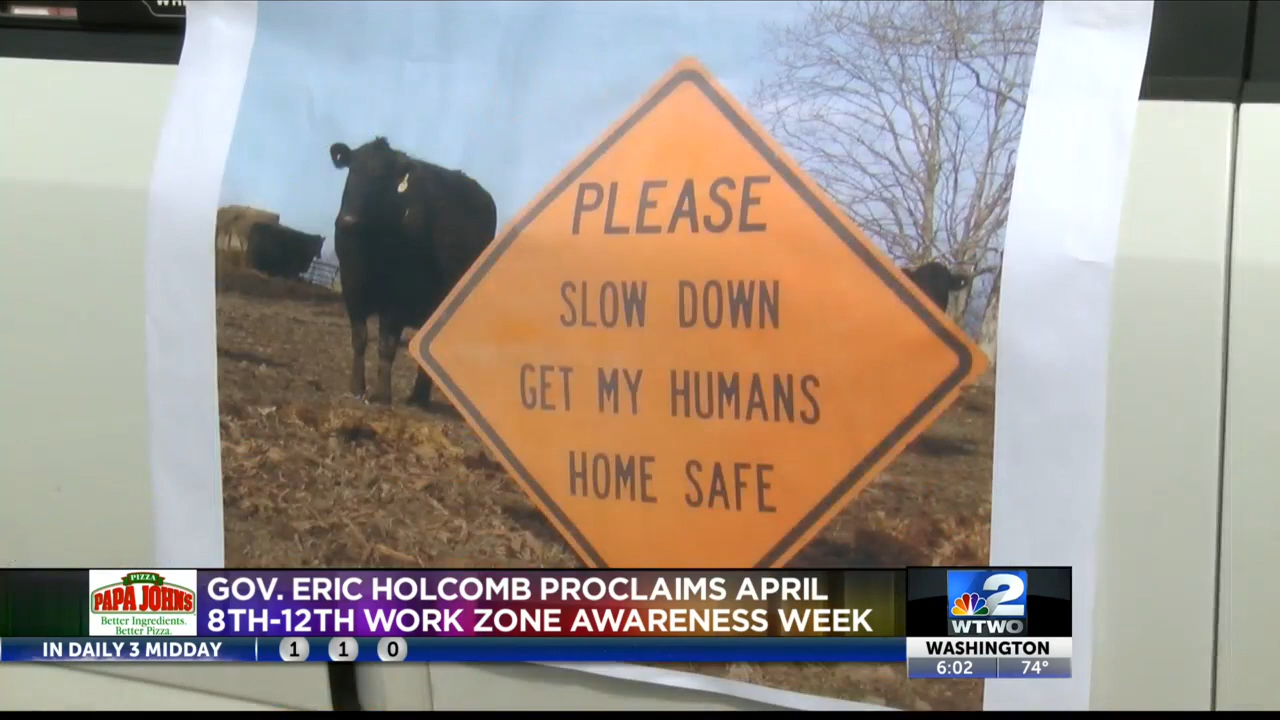 PLEASE
SLOW DOWN
GET MY HUMANS
HOME SAFE
PIZZA
PAPA JOHNS
Better Ingredients.
Better Pizza.
GOV. ERIC HOLCOMB PROCLAIMS APRIL
8TH-12TH WORK ZONE AWARENESS WEEK
2
WTWO
IN DAILY 3 MIDDAY 1 1 0
WASHINGTON
6:02 74°